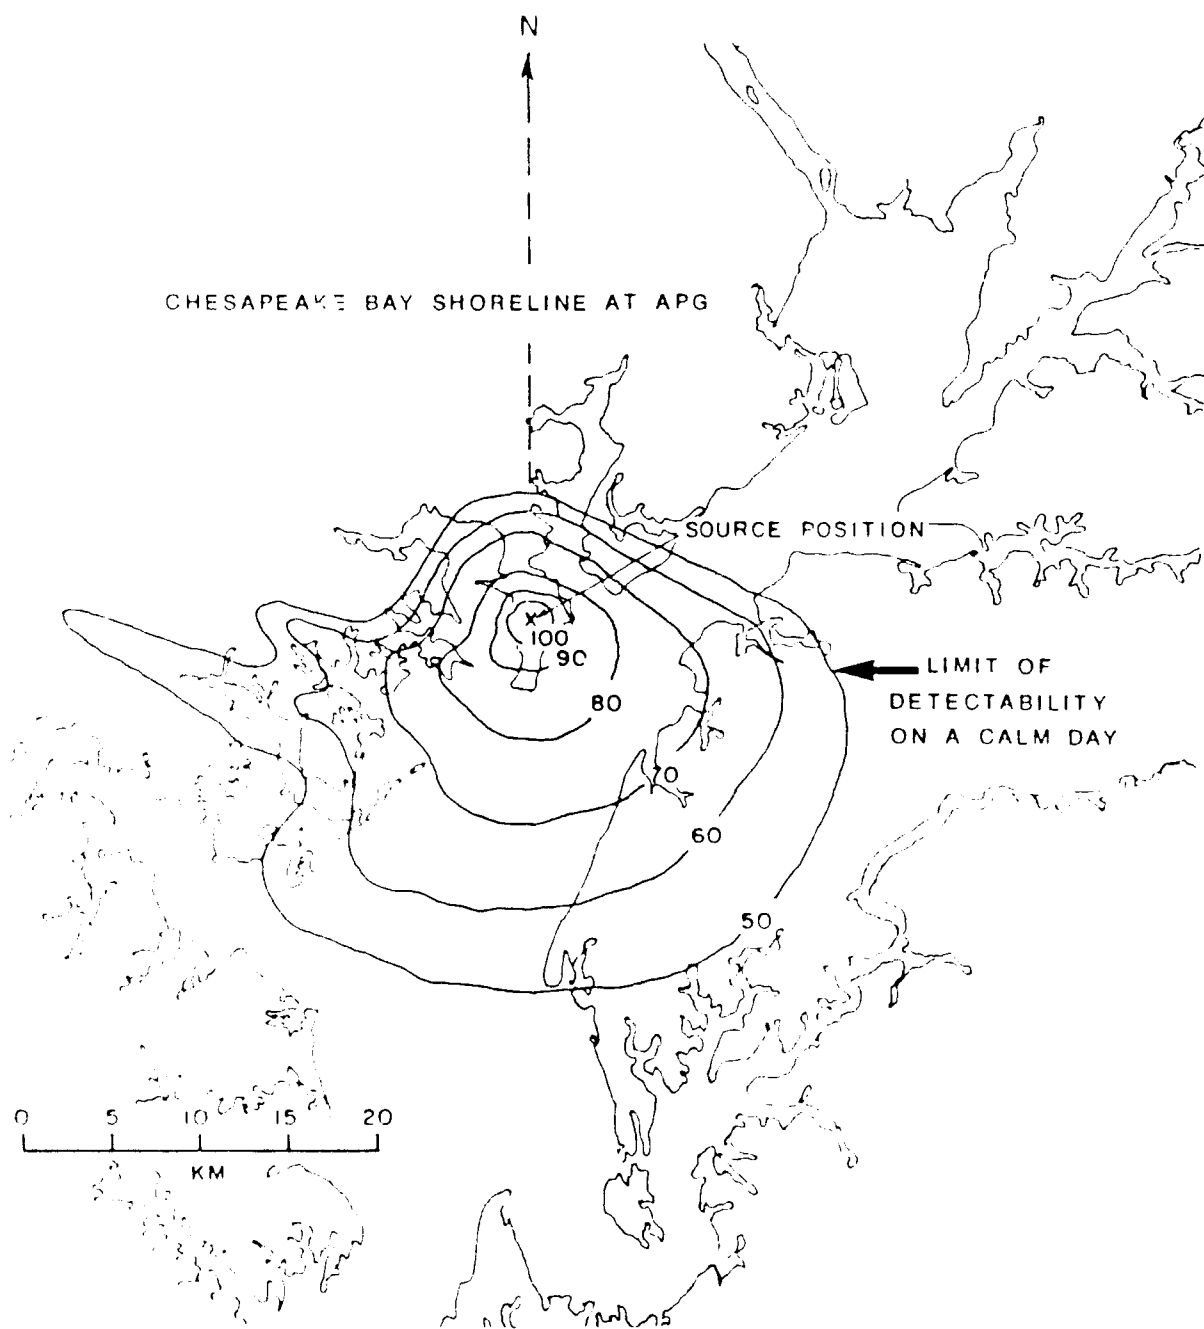 N
CHESAPEAKE BAY SHORELINE AT APG
SOURCE POSITION
100
90
80
LIMIT OF
DETECTABILITY
ON A CALM DAY
70
60
50
0 5 10 15 20
KM